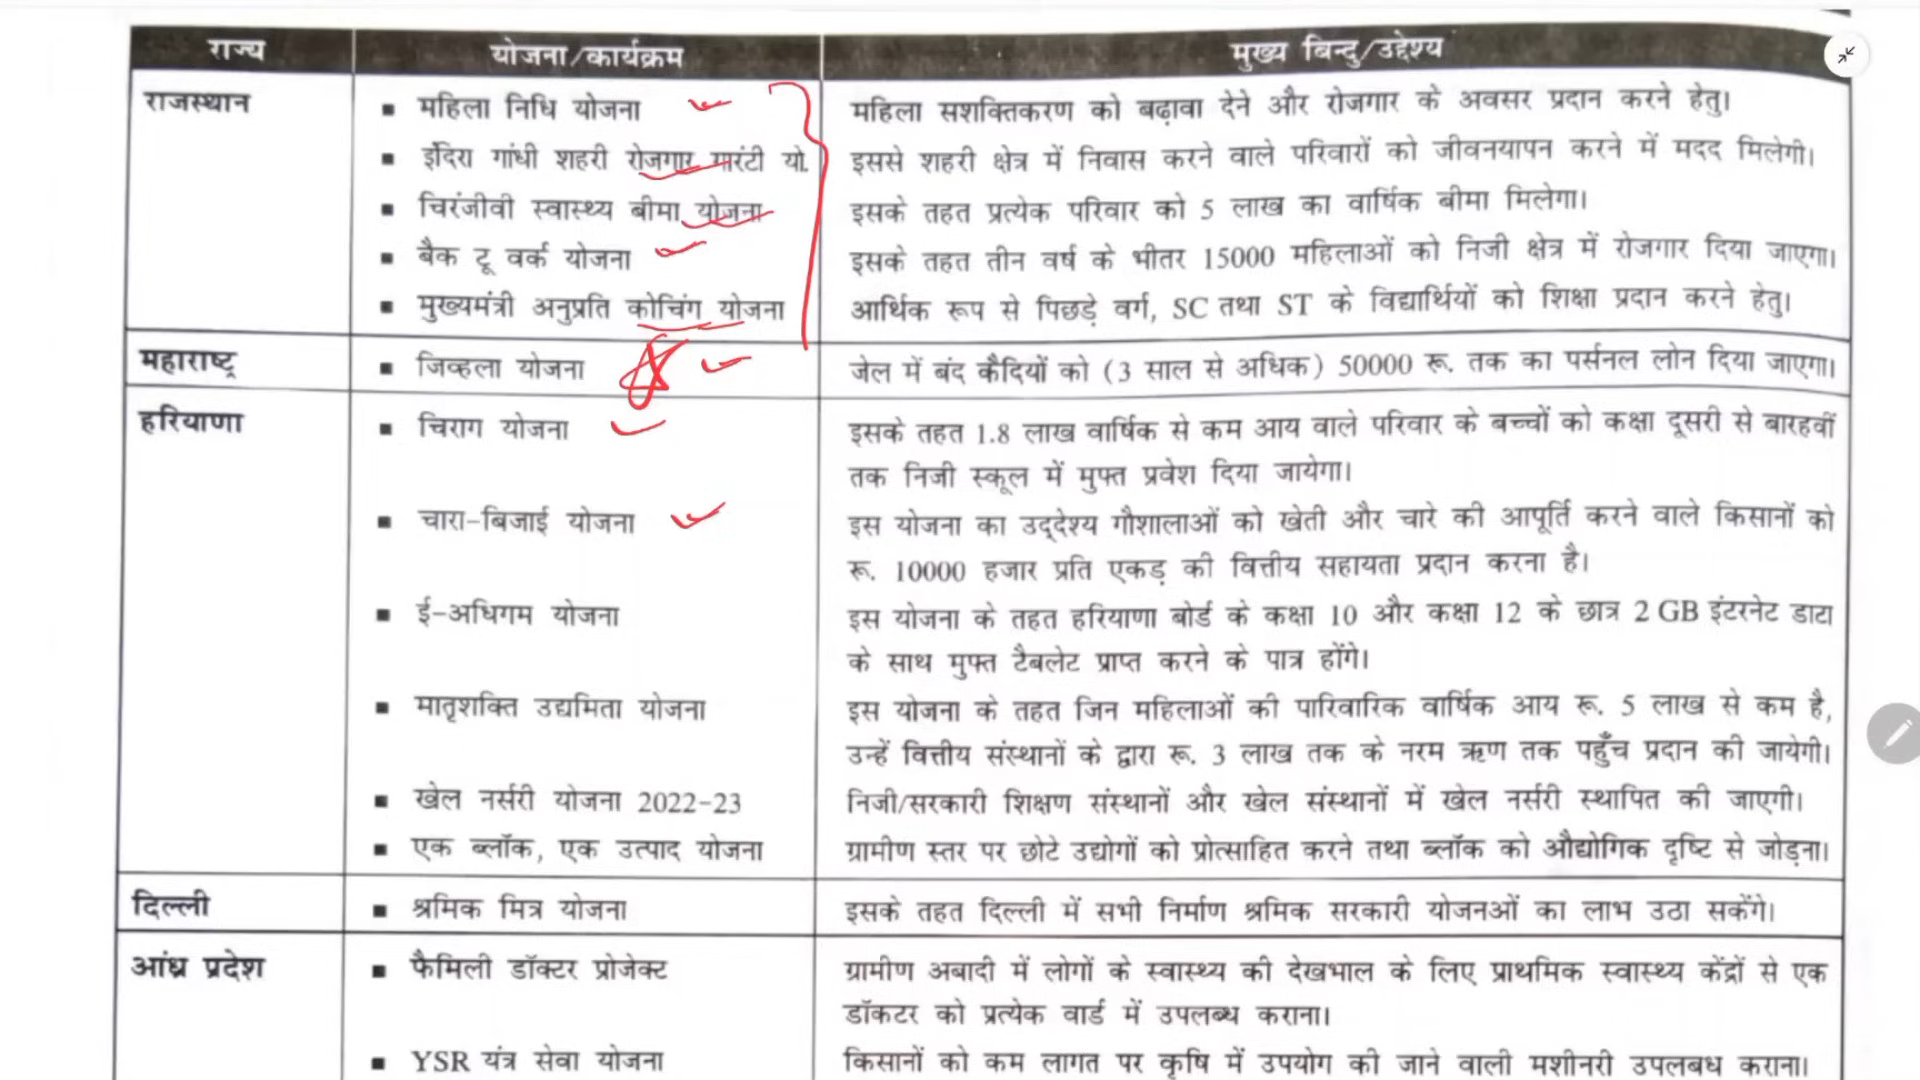 राज्य योजना/कार्यक्रम मुख्य बिन्दु/उद्देश्य
राजस्थान ▪ महिला निधि योजना महिला सशक्तिकरण को बढ़ावा देने और रोजगार के अवसर प्रदान करने हेतु।
▪ इंदिरा गांधी शहरी रोजगार गारंटी यो. इससे शहरी क्षेत्र में निवास करने वाले परिवारों को जीवनयापन करने में मदद मिलेगी।
▪ चिरंजीवी स्वास्थ्य बीमा योजना इसके तहत प्रत्येक परिवार को 5 लाख का वार्षिक बीमा मिलेगा।
▪ बैक टू वर्क योजना इसके तहत तीन वर्ष के भीतर 15000 महिलाओं को निजी क्षेत्र में रोजगार दिया जाएगा।
▪ मुख्यमंत्री अनुप्रति कोचिंग योजना आर्थिक रूप से पिछड़े वर्ग, SC तथा ST के विद्यार्थियों को शिक्षा प्रदान करने हेतु।
महाराष्ट्र ▪ जिव्हला योजना जेल में बंद कैदियों को (3 साल से अधिक) 50000 रू. तक का पर्सनल लोन दिया जाएगा।
हरियाणा ▪ चिराग योजना इसके तहत 1.8 लाख वार्षिक से कम आय वाले परिवार के बच्चों को कक्षा दूसरी से बारहवीं
तक निजी स्कूल में मुफ्त प्रवेश दिया जायेगा।
▪ चारा-बिजाई योजना इस योजना का उद्देश्य गौशालाओं को खेती और चारे की आपूर्ति करने वाले किसानों को
रू. 10000 हजार प्रति एकड़ की वित्तीय सहायता प्रदान करना है।
▪ ई-अधिगम योजना इस योजना के तहत हरियाणा बोर्ड के कक्षा 10 और कक्षा 12 के छात्र 2 GB इंटरनेट डाटा
के साथ मुफ्त टैबलेट प्राप्त करने के पात्र होंगे।
▪ मातृशक्ति उद्यमिता योजना इस योजना के तहत जिन महिलाओं की पारिवारिक वार्षिक आय रू. 5 लाख से कम है,
उन्हें वित्तीय संस्थानों के द्वारा रू. 3 लाख तक के नरम ऋण तक पहुँच प्रदान की जायेगी।
▪ खेल नर्सरी योजना 2022-23 निजी/सरकारी शिक्षण संस्थानों और खेल संस्थानों में खेल नर्सरी स्थापित की जाएगी।
▪ एक ब्लॉक, एक उत्पाद योजना ग्रामीण स्तर पर छोटे उद्योगों को प्रोत्साहित करने तथा ब्लॉक को औद्योगिक दृष्टि से जोड़ना।
दिल्ली ▪ श्रमिक मित्र योजना इसके तहत दिल्ली में सभी निर्माण श्रमिक सरकारी योजनओं का लाभ उठा सकेंगे।
आंध्र प्रदेश ▪ फैमिली डॉक्टर प्रोजेक्ट ग्रामीण अबादी में लोगों के स्वास्थ्य की देखभाल के लिए प्राथमिक स्वास्थ्य केंद्रों से एक
डॉकटर को प्रत्येक वार्ड में उपलब्ध कराना।
▪ YSR यंत्र सेवा योजना किसानों को कम लागत पर कृषि में उपयोग की जाने वाली मशीनरी उपलबध कराना।